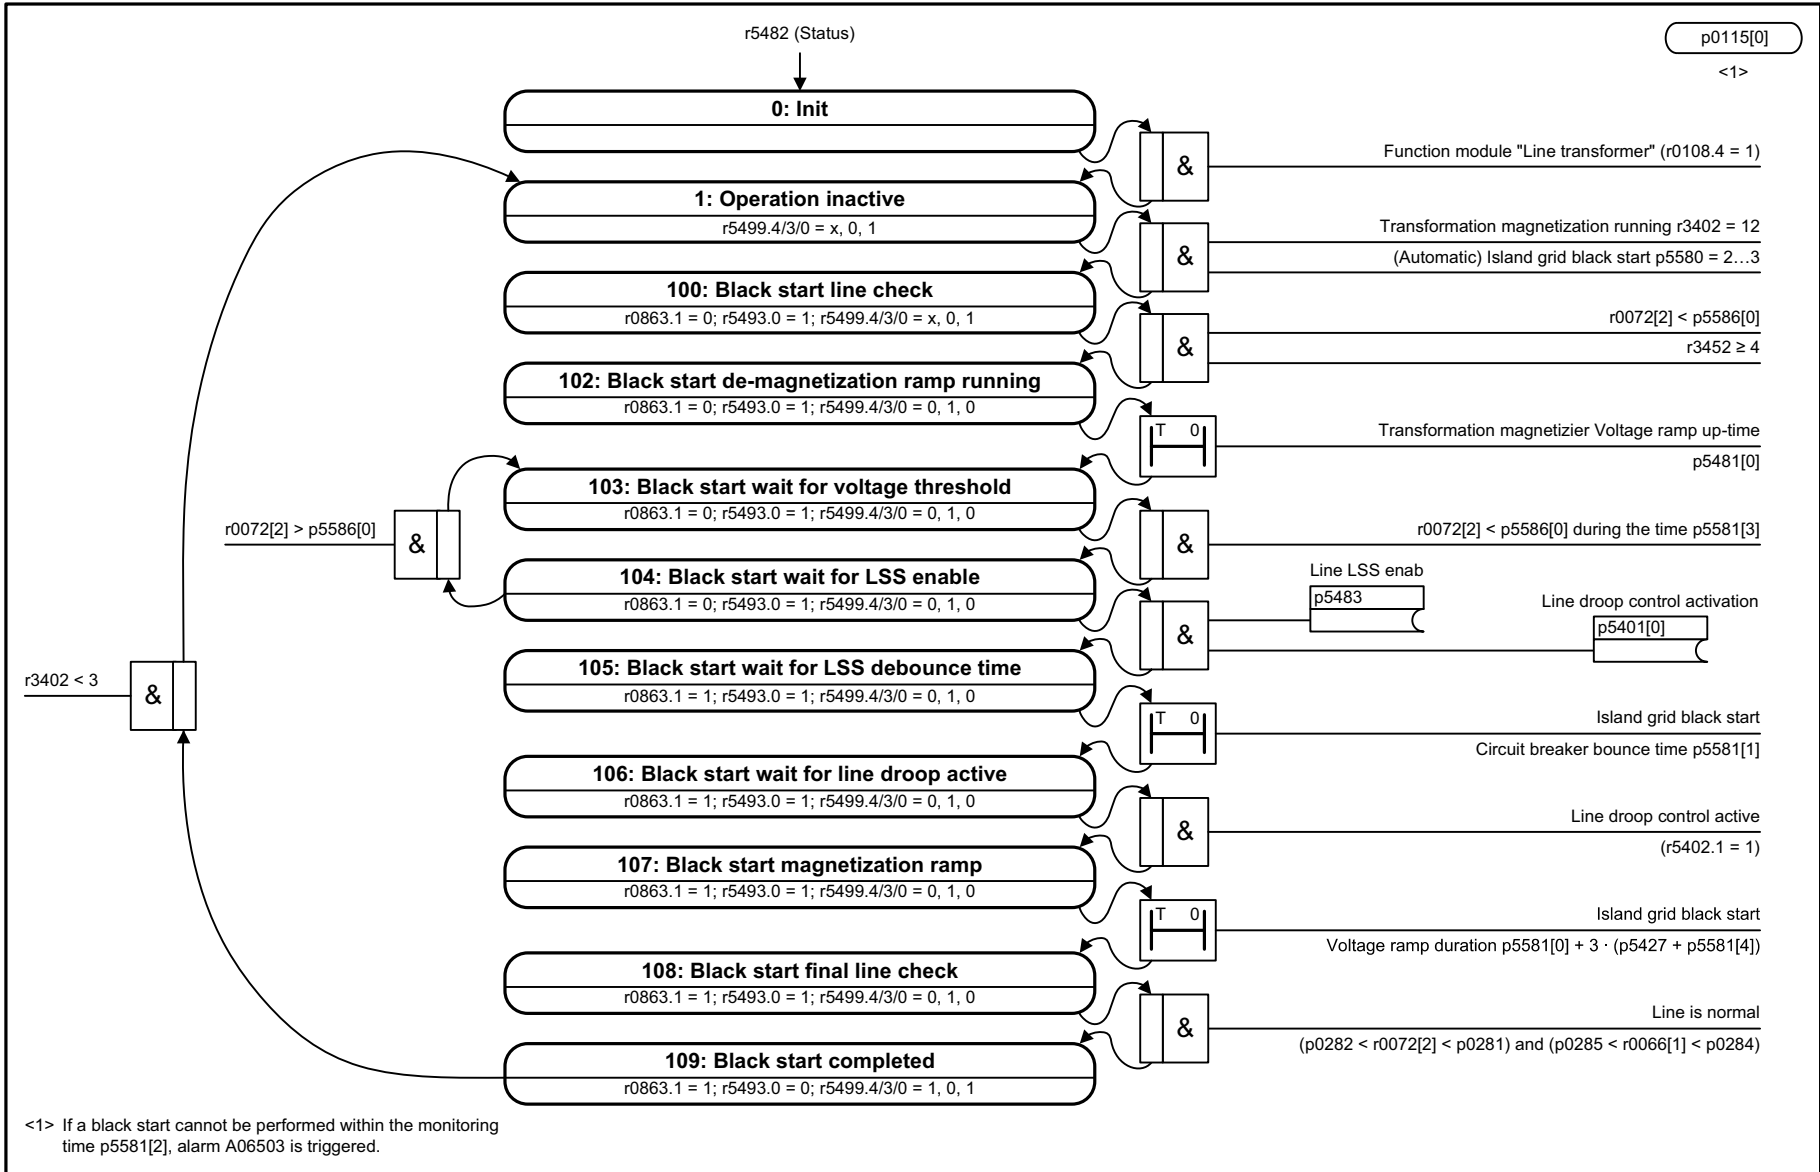 r5482 (Status)
p0115[0]
<1>
0: Init
&
Function module "Line transformer" (r0108.4 = 1)
1: Operation inactive
r5499.4/3/0 = x, 0, 1
&
Transformation magnetization running r3402 = 12
(Automatic) Island grid black start p5580 = 2…3
100: Black start line check
r0863.1 = 0; r5493.0 = 1; r5499.4/3/0 = x, 0, 1
&
r0072[2] < p5586[0]
r3452 ≥ 4
102: Black start de-magnetization ramp running
r0863.1 = 0; r5493.0 = 1; r5499.4/3/0 = 0, 1, 0
T 0
Transformation magnetizier Voltage ramp up-time
p5481[0]
103: Black start wait for voltage threshold
r0863.1 = 0; r5493.0 = 1; r5499.4/3/0 = 0, 1, 0
r0072[2] > p5586[0]
&
&
r0072[2] < p5586[0] during the time p5581[3]
104: Black start wait for LSS enable
r0863.1 = 0; r5493.0 = 1; r5499.4/3/0 = 0, 1, 0
&
Line LSS enab
p5483
Line droop control activation
p5401[0]
105: Black start wait for LSS debounce time
r0863.1 = 1; r5493.0 = 1; r5499.4/3/0 = 0, 1, 0
r3402 < 3
&
T 0
Island grid black start
Circuit breaker bounce time p5581[1]
106: Black start wait for line droop active
r0863.1 = 1; r5493.0 = 1; r5499.4/3/0 = 0, 1, 0
&
Line droop control active
(r5402.1 = 1)
107: Black start magnetization ramp
r0863.1 = 1; r5493.0 = 1; r5499.4/3/0 = 0, 1, 0
T 0
Island grid black start
Voltage ramp duration p5581[0] + 3 · (p5427 + p5581[4])
108: Black start final line check
r0863.1 = 1; r5493.0 = 1; r5499.4/3/0 = 0, 1, 0
&
Line is normal
(p0282 < r0072[2] < p0281) and (p0285 < r0066[1] < p0284)
109: Black start completed
r0863.1 = 1; r5493.0 = 0; r5499.4/3/0 = 1, 0, 1
<1> If a black start cannot be performed within the monitoring
time p5581[2], alarm A06503 is triggered.